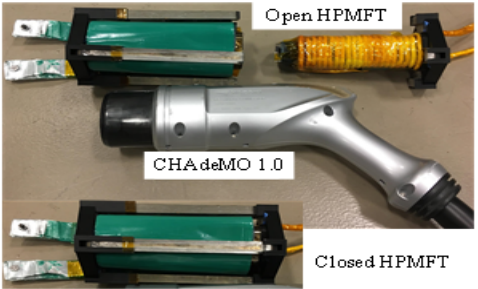 Open HPMFT
CHAdeMO 1.0
Closed HPMFT